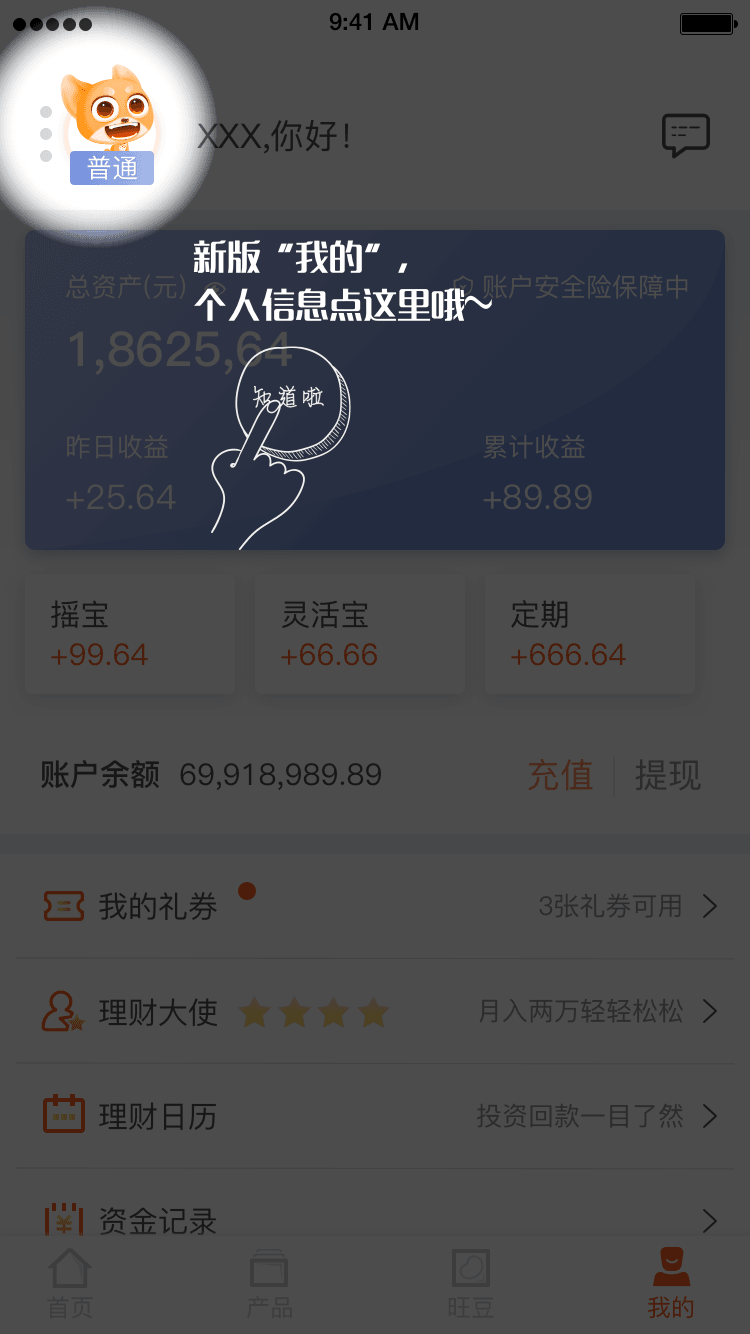 9:41 AM
XXX,你好！
普通
新版“我的”，
总资产(元)
账户安全险保障中
个人信息点这里哦～
1,8625,64
知道啦
昨日收益
累计收益
+25.64
+89.89
摇宝
灵活宝
定期
+99.64
+66.66
+666.64
账户余额 69,918,989.89
充值
提现
我的礼券
3张礼券可用
理财大使
月入两万轻轻松松
理财日历
投资回款一目了然
资金记录
首页
产品
旺豆
我的